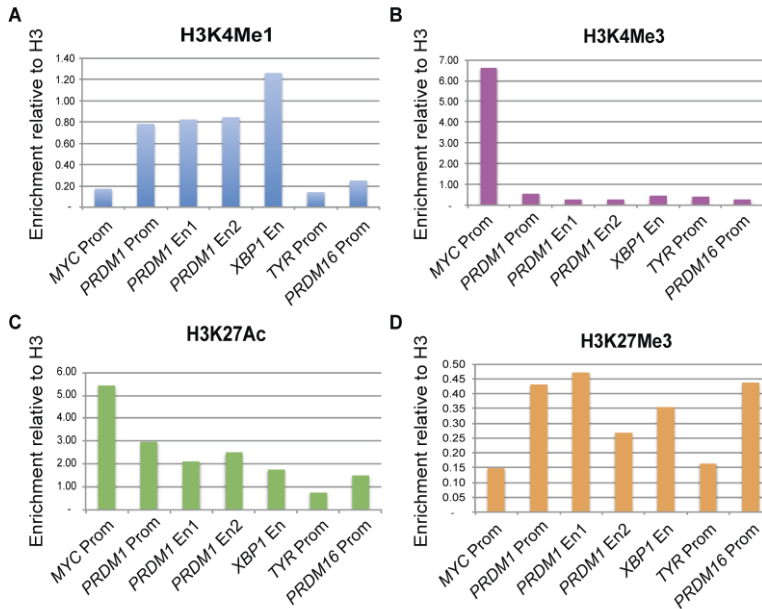 A
H3K4Me1
Enrichment relative to H3
1.40
1.20
1.00
0.80
0.60
0.40
0.20
-
MYC Prom
PRDM1 Prom
PRDM1 En1
PRDM1 En2
XBP1 En
TYR Prom
PRDM16 Prom
B
H3K4Me3
Enrichment relative to H3
7.00
6.00
5.00
4.00
3.00
2.00
1.00
-
MYC Prom
PRDM1 Prom
PRDM1 En1
PRDM1 En2
XBP1 En
TYR Prom
PRDM16 Prom
C
H3K27Ac
Enrichment relative to H3
6.00
5.00
4.00
3.00
2.00
1.00
-
MYC Prom
PRDM1 Prom
PRDM1 En1
PRDM1 En2
XBP1 En
TYR Prom
PRDM16 Prom
D
H3K27Me3
Enrichment relative to H3
0.50
0.45
0.40
0.35
0.30
0.25
0.20
0.15
0.10
0.05
-
MYC Prom
PRDM1 Prom
PRDM1 En1
PRDM1 En2
XBP1 En
TYR Prom
PRDM16 Prom